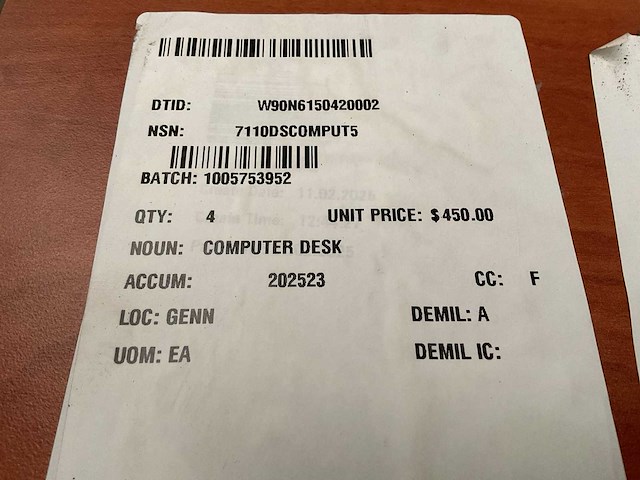 DTID: W90N6150420002
NSN: 7110DSCOMPUT5
BATCH: 1005753952
QTY: 4 UNIT PRICE: $450.00
NOUN: COMPUTER DESK
ACCUM: 202523 CC: F
LOC: GENN DEMIL: A
UOM: EA DEMIL IC: